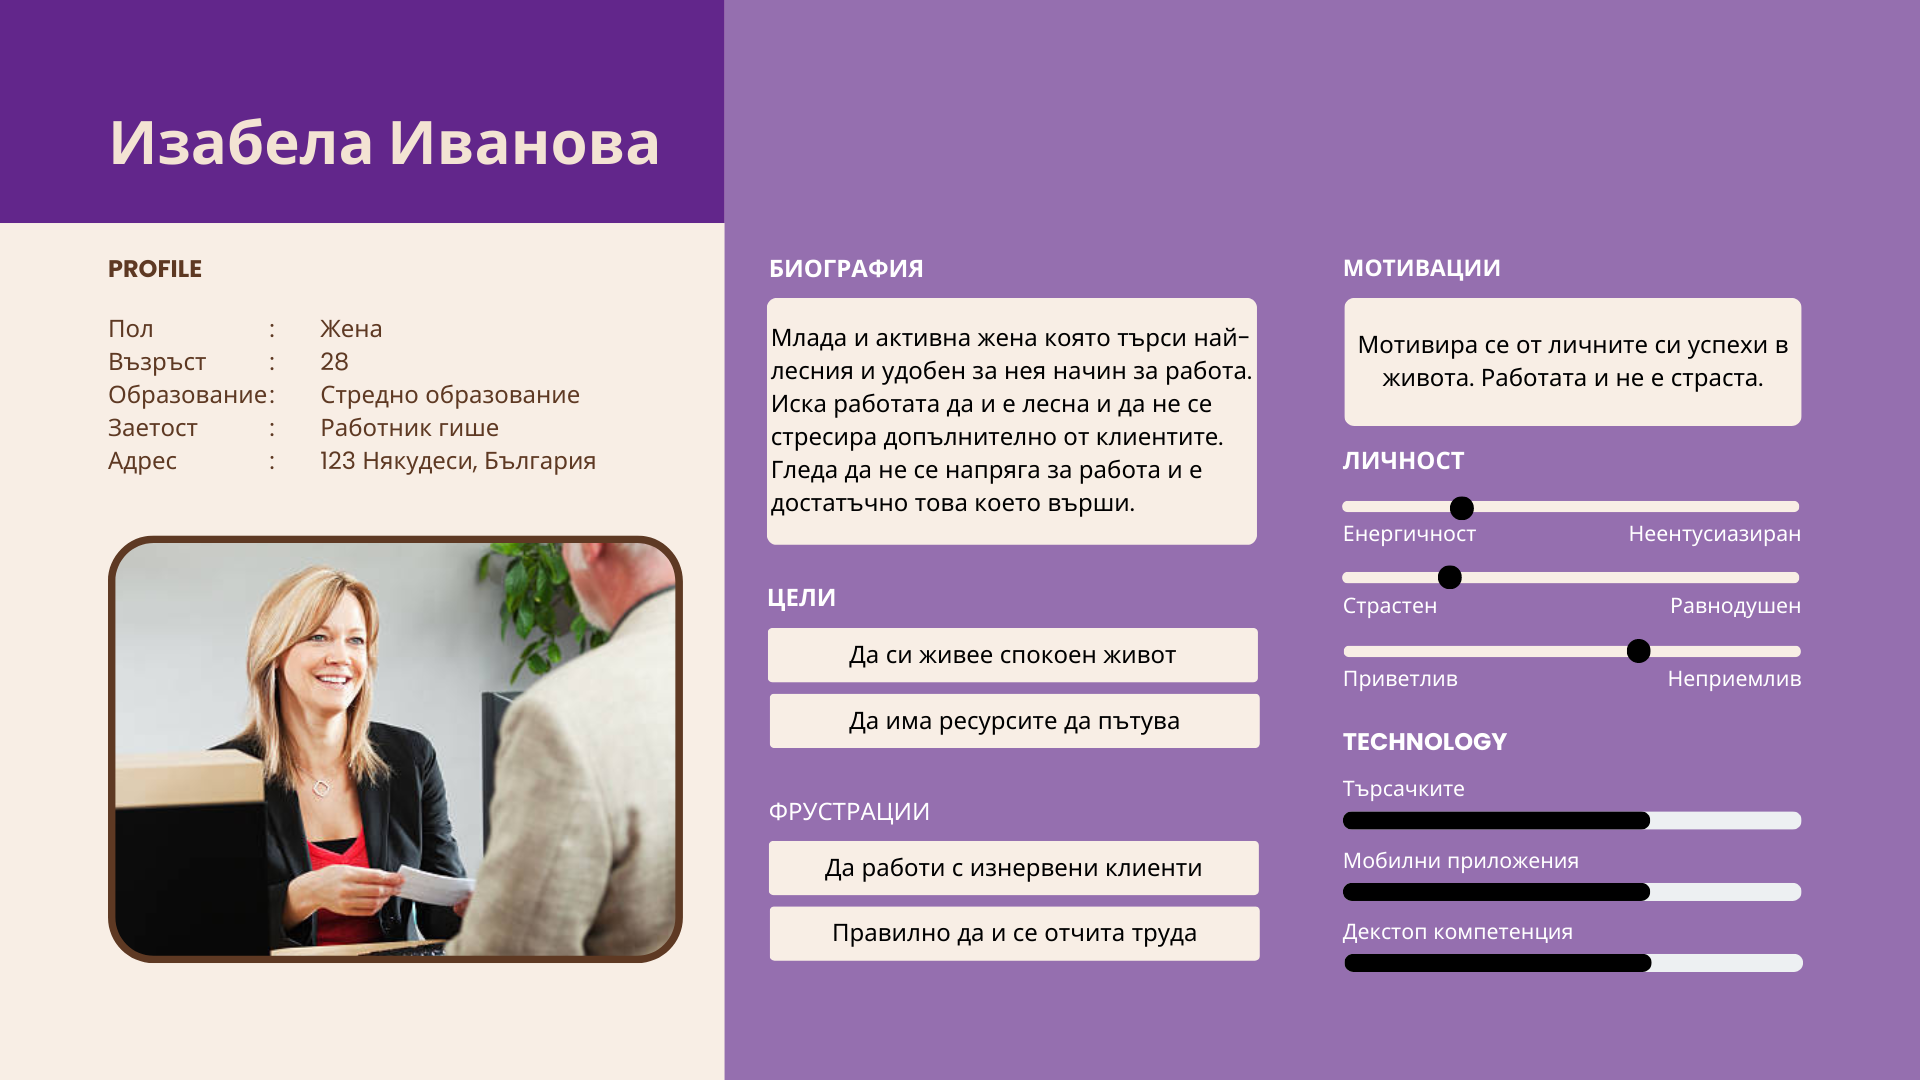 Изабела Иванова
PROFILE
Пол : Жена
Възръст : 28
Образование : Стредно образование
Заетост : Работник гише
Адрес : 123 Някудеси, България
БИОГРАФИЯ
Млада и активна жена която търси най-
лесния и удобен за нея начин за работа.
Иска работата да и е лесна и да не се
стресира допълнително от клиентите.
Гледа да не се напряга за работа и е
достатъчно това което върши.
ЦЕЛИ
Да си живее спокоен живот
Да има ресурсите да пътува
ФРУСТРАЦИИ
Да работи с изнервени клиенти
Правилно да и се отчита труда
МОТИВАЦИИ
Мотивира се от личните си успехи в
живота. Работата и не е страста.
ЛИЧНОСТ
Енергичност Неентусиазиран
Страстен Равнодушен
Приветлив Неприемлив
TECHNOLOGY
Търсачките
Мобилни приложения
Декстоп компетенция